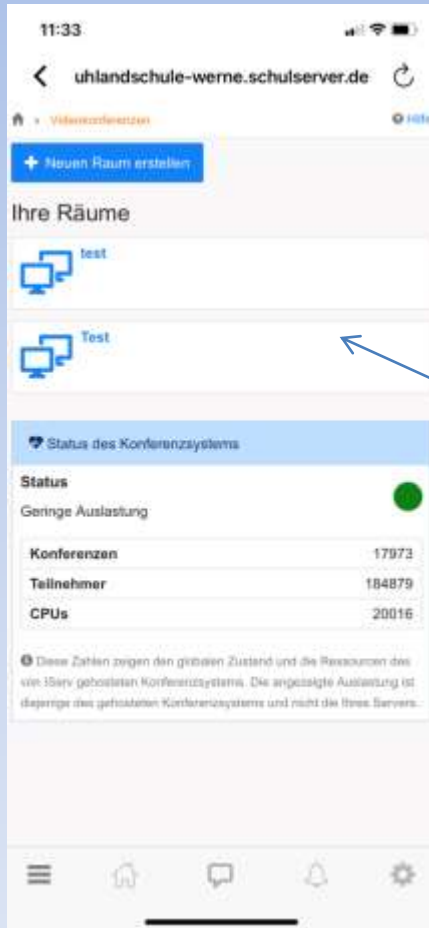 11:33
uhlandschule-werne.schulserver.de
Videokonferenzen
Hilfe
+ Neuen Raum erstellen
Ihre Räume
test
Test
Status des Konferenzsystems
Status
Geringe Auslastung
Konferenzen 17973
Teilnehmer 184879
CPUs 20016
Diese Zahlen zeigen den globalen Zustand und die Ressourcen des
von IServ gehosteten Konferenzsystems. Die angezeigte Auslastung ist
diejenige des gehosteten Konferenzsystems und nicht die Ihres Servers.